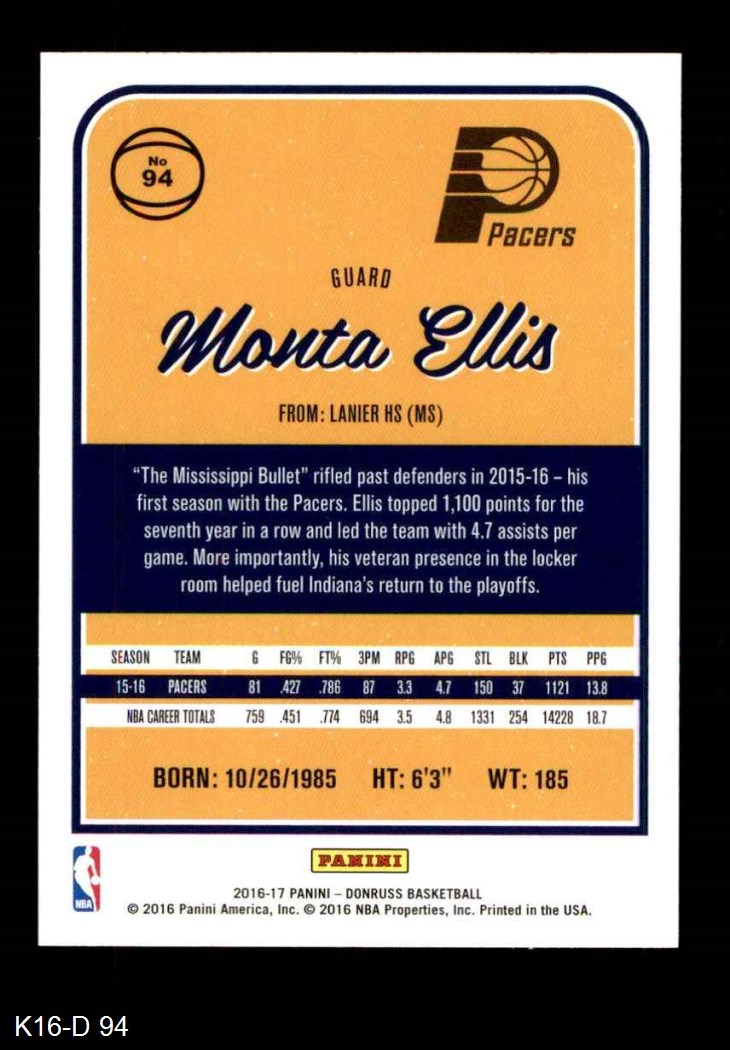 No
94
Pacers
GUARD
Monta Ellis
FROM: LANIER HS (MS)
“The Mississippi Bullet” rifled past defenders in 2015-16 – his
first season with the Pacers. Ellis topped 1,100 points for the
seventh year in a row and led the team with 4.7 assists per
game. More importantly, his veteran presence in the locker
room helped fuel Indiana’s return to the playoffs.
SEASON TEAM G FG% FT% 3PM RPG APG STL BLK PTS PPG
15-16 PACERS 81 .427 .786 87 3.3 4.7 150 37 1121 13.8
NBA CAREER TOTALS 759 .451 .774 694 3.5 4.8 1331 254 14228 18.7
BORN: 10/26/1985 HT: 6'3" WT: 185
PANINI
NBA
2016-17 PANINI – DONRUSS BASKETBALL
© 2016 Panini America, Inc. © 2016 NBA Properties, Inc. Printed in the USA.
K16-D 94